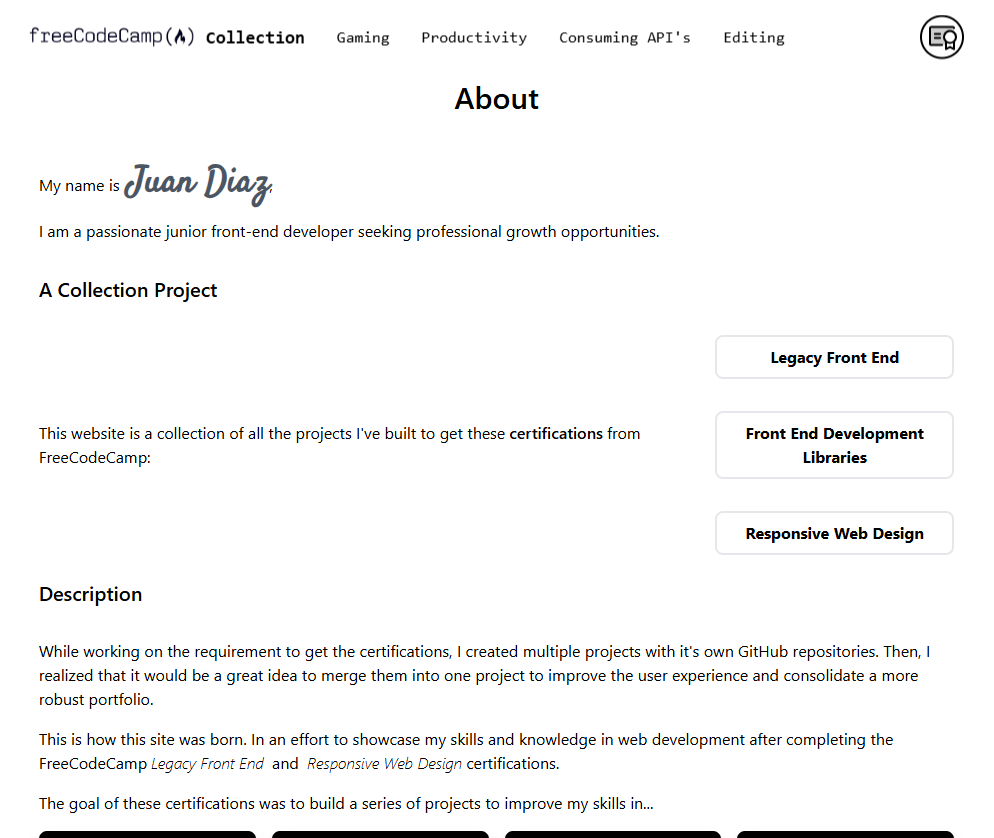 freeCodeCamp(🔥) Collection Gaming Productivity Consuming API's Editing
About
My name is Juan Diaz,
I am a passionate junior front-end developer seeking professional growth opportunities.
A Collection Project
Legacy Front End
This website is a collection of all the projects I've built to get these certifications from
FreeCodeCamp:
Front End Development
Libraries
Responsive Web Design
Description
While working on the requirement to get the certifications, I created multiple projects with it's own GitHub repositories. Then, I
realized that it would be a great idea to merge them into one project to improve the user experience and consolidate a more
robust portfolio.
This is how this site was born. In an effort to showcase my skills and knowledge in web development after completing the
FreeCodeCamp Legacy Front End and Responsive Web Design certifications.
The goal of these certifications was to build a series of projects to improve my skills in...